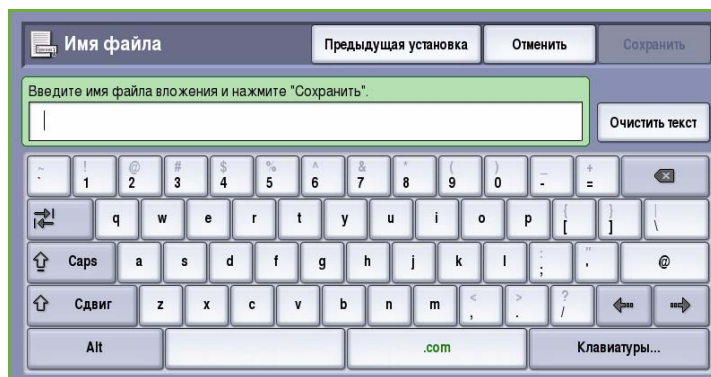 Имя файла Предыдущая установка Отменить Сохранить
Введите имя файла вложения и нажмите "Сохранить".
Очистить текст
~ ! @ # $ % ^ & * ( ) _ +
` 1 2 3 4 5 6 7 8 9 0 - =
q w e r t y u i o p { [ } ] | \
Caps a s d f g h j k l : ; " ' @
Сдвиг z x c v b n m < , > . ? /
Alt .com Клавиатуры...